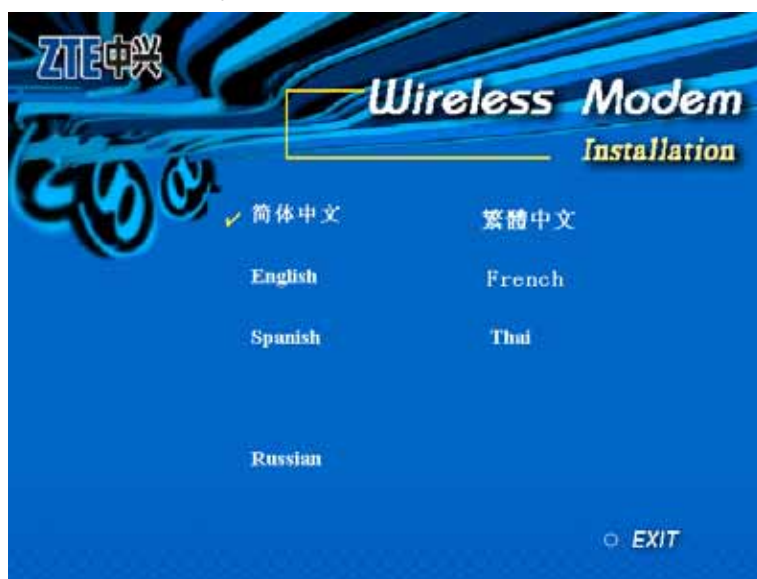 ZTE中兴
Wireless Modem
Installation
简体中文 繁體中文
English French
Spanish Thai
Russian
EXIT